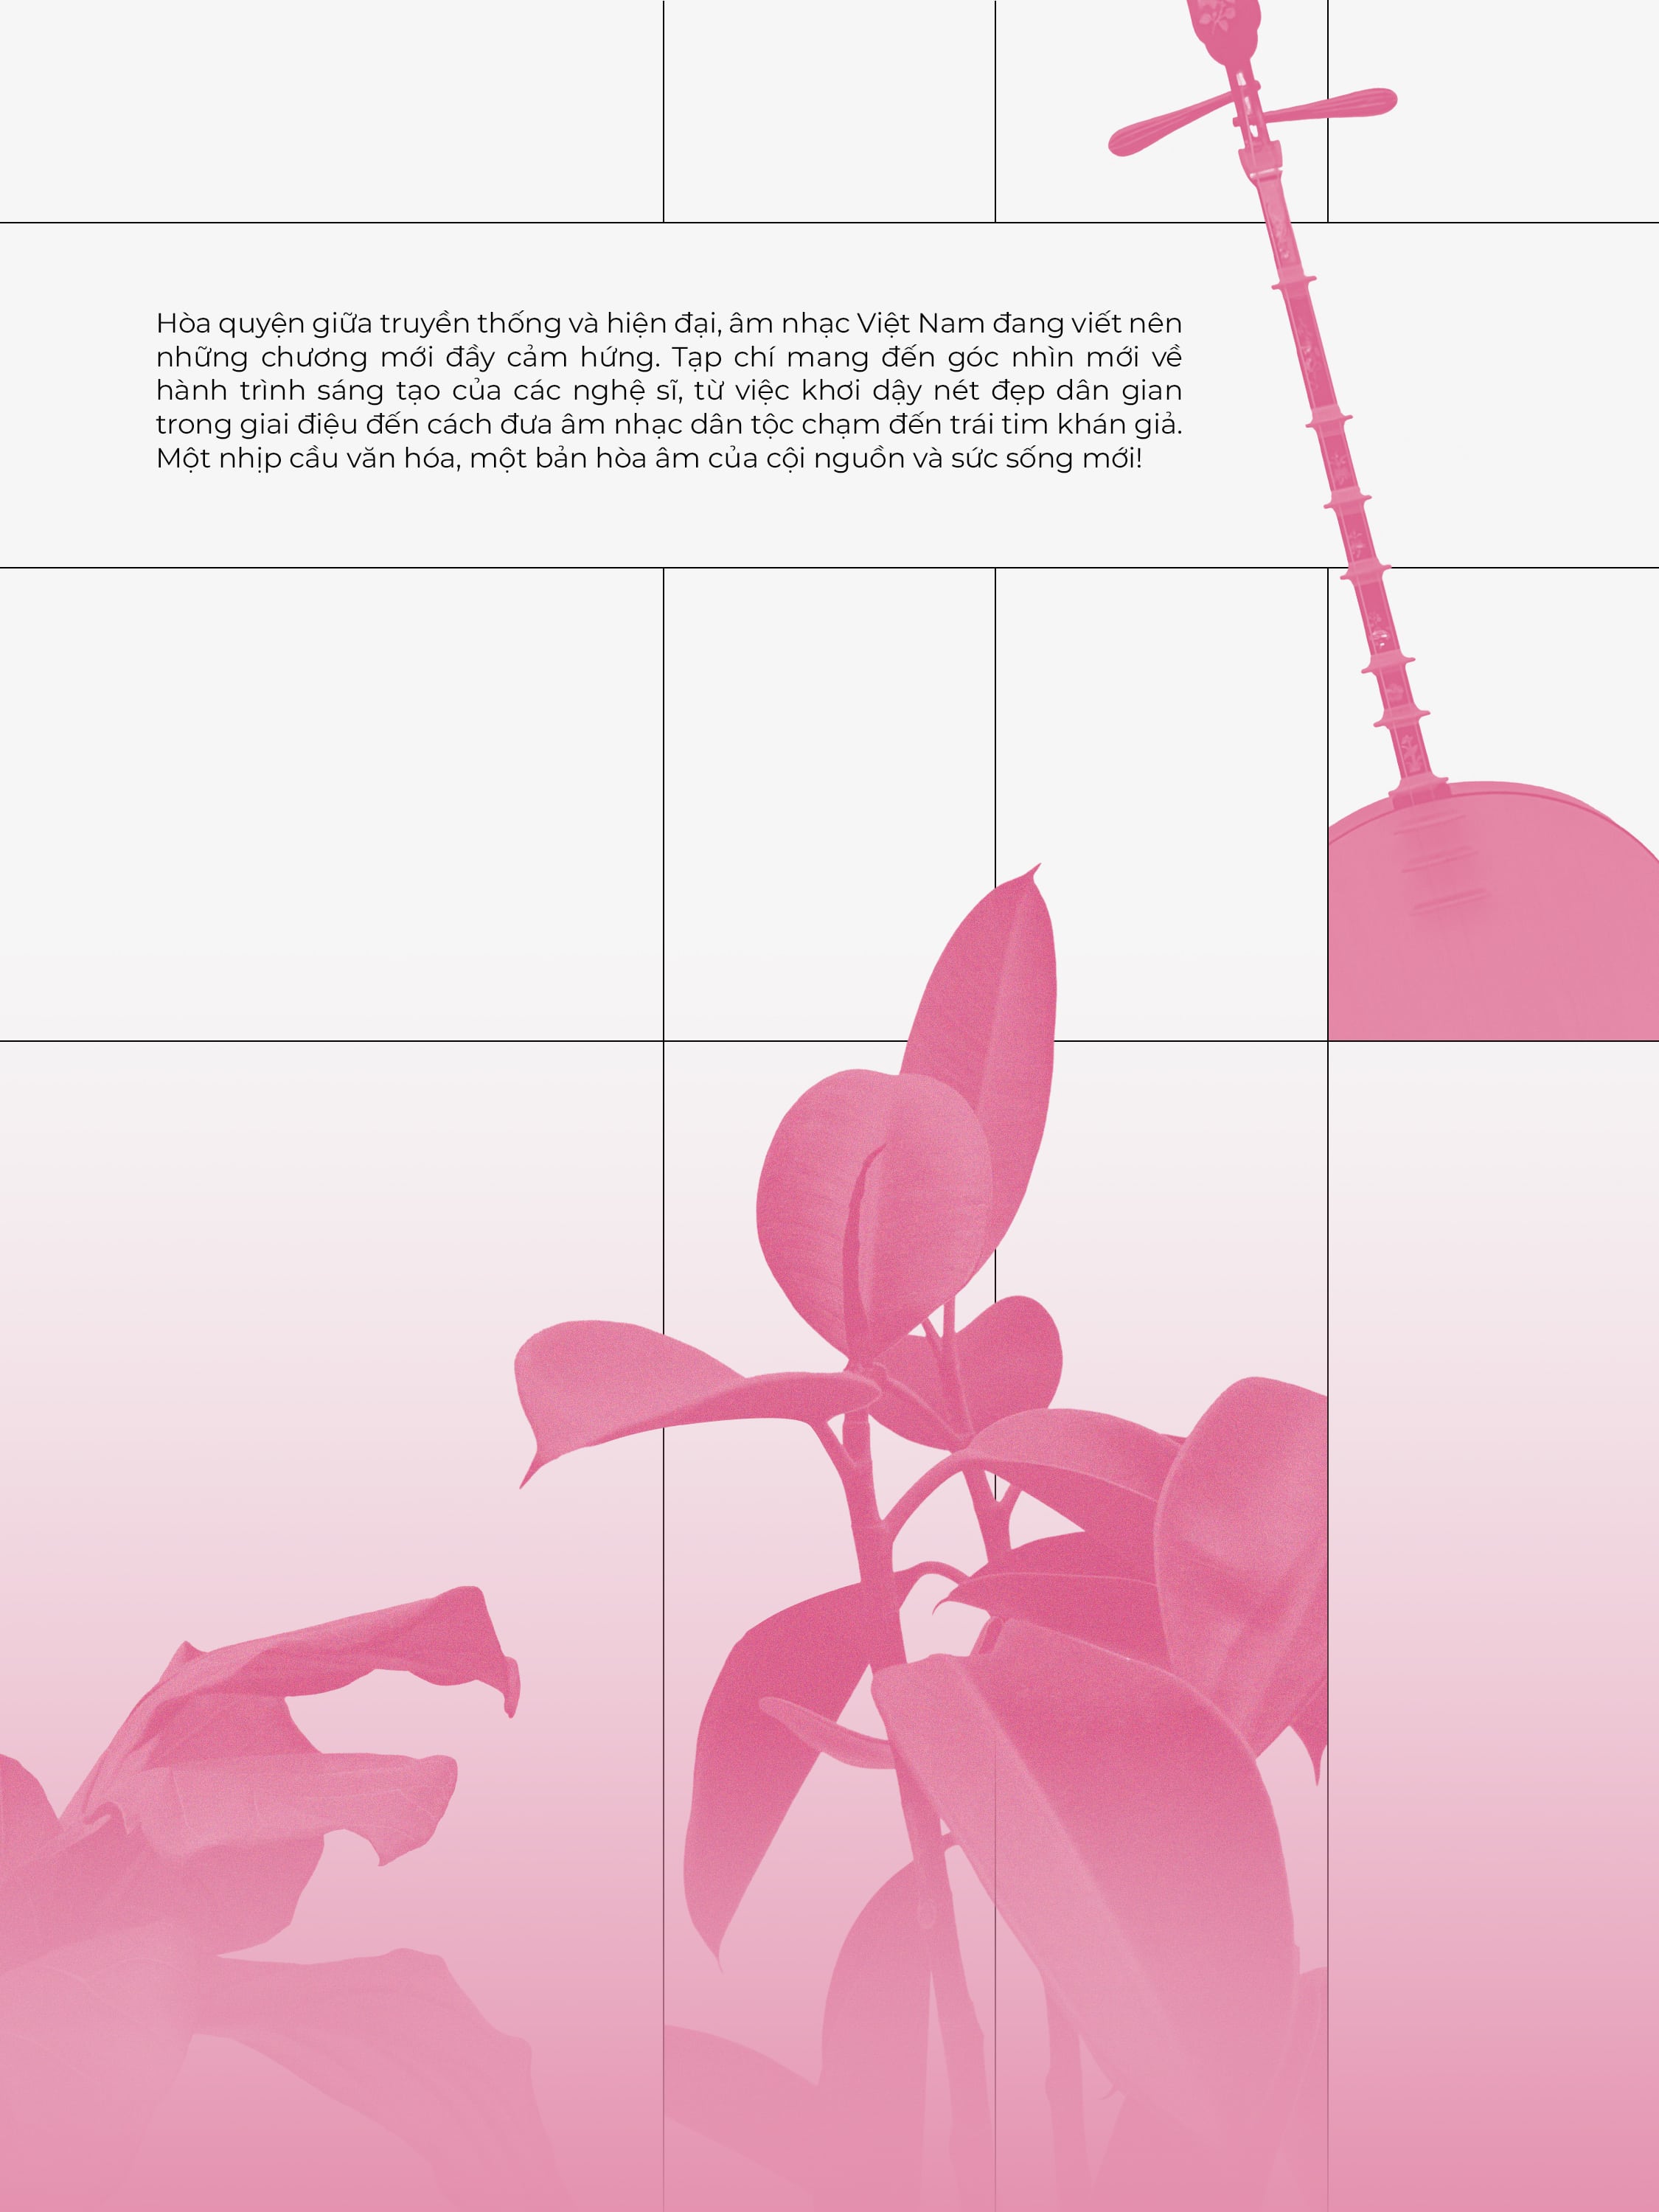 Hòa quyện giữa truyền thống và hiện đại, âm nhạc Việt Nam đang viết nên
những chương mới đầy cảm hứng. Tạp chí mang đến góc nhìn mới về
hành trình sáng tạo của các nghệ sĩ, từ việc khơi dậy nét đẹp dân gian
trong giai điệu đến cách đưa âm nhạc dân tộc chạm đến trái tim khán giả.
Một nhịp cầu văn hóa, một bản hòa âm của cội nguồn và sức sống mới!